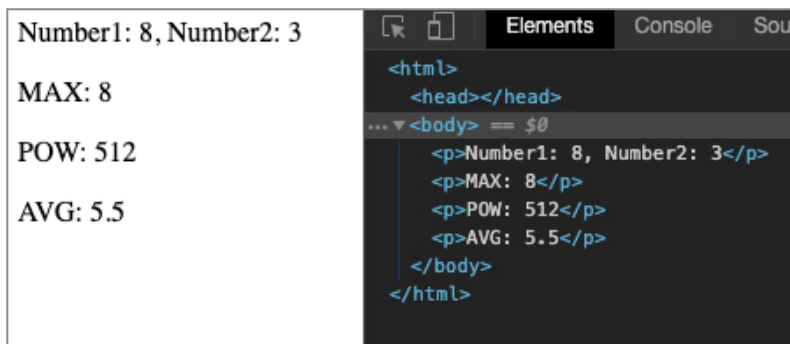 Number1: 8, Number2: 3
MAX: 8
POW: 512
AVG: 5.5
Elements Console Sou
<html>
<head></head>
... ▼<body> == $0
<p>Number1: 8, Number2: 3</p>
<p>MAX: 8</p>
<p>POW: 512</p>
<p>AVG: 5.5</p>
</body>
</html>